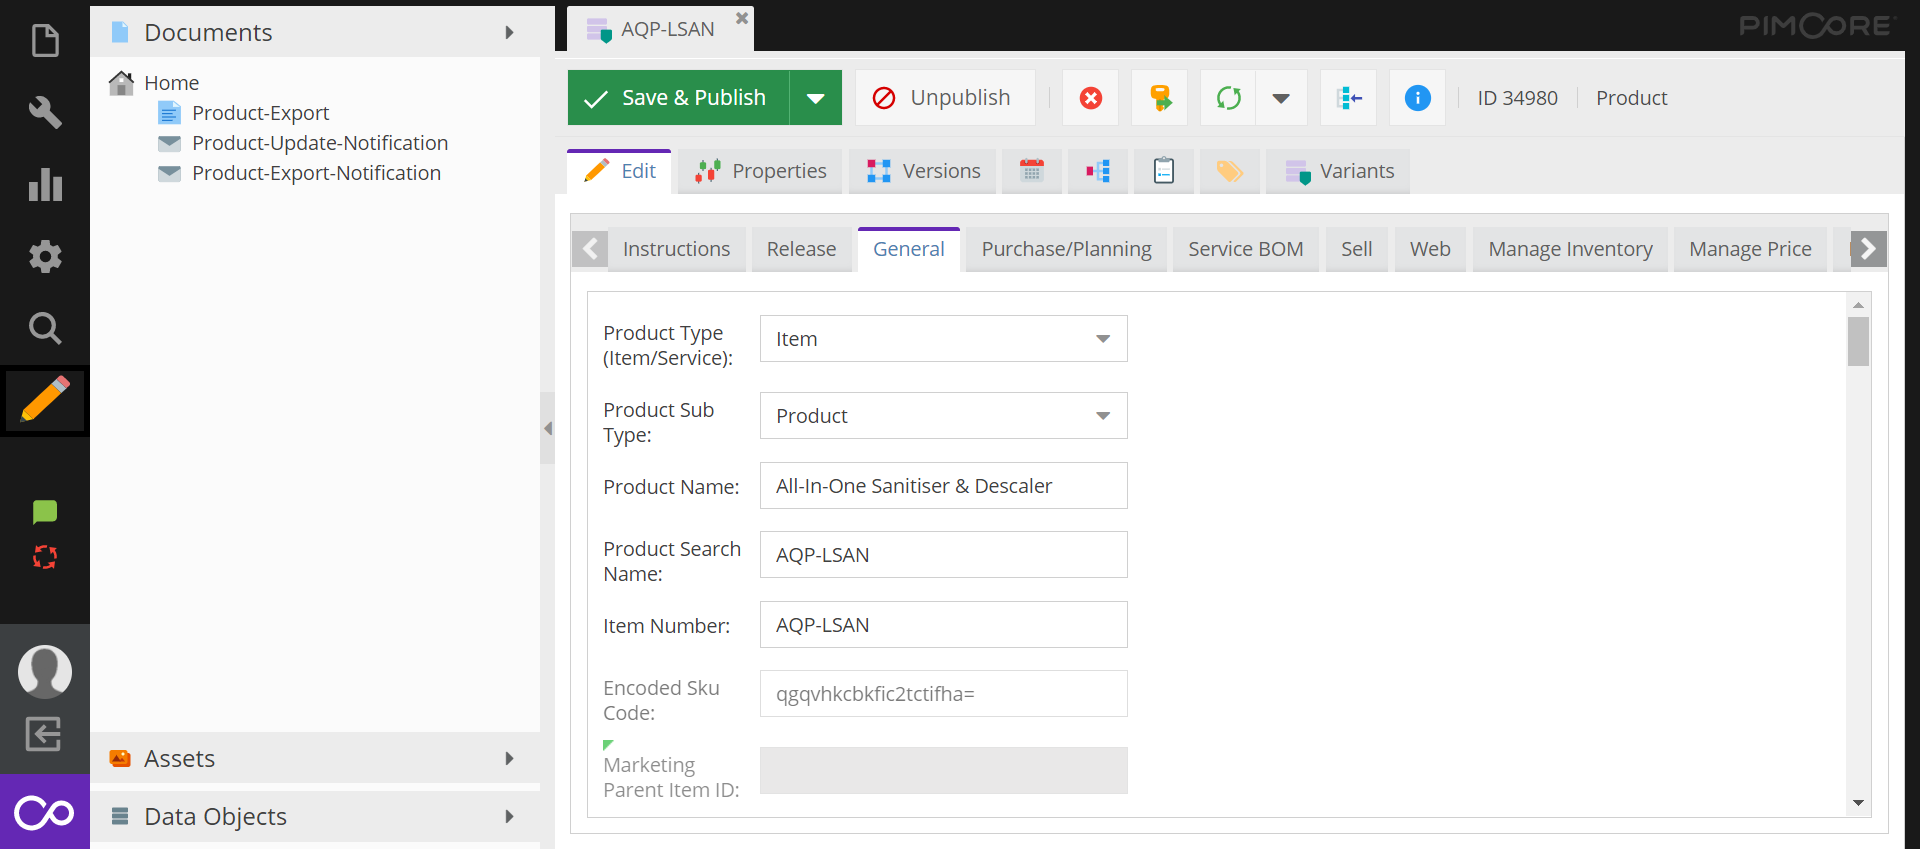 Documents
Home
Product-Export
Product-Update-Notification
Product-Export-Notification
Assets
Data Objects
AQP-LSAN
PIMCORE
Save & Publish
Unpublish
ID 34980
Product
Edit
Properties
Versions
Variants
Instructions
Release
General
Purchase/Planning
Service BOM
Sell
Web
Manage Inventory
Manage Price
Product Type
(Item/Service):
Item
Product Sub
Type:
Product
Product Name:
All-In-One Sanitiser & Descaler
Product Search
Name:
AQP-LSAN
Item Number:
AQP-LSAN
Encoded Sku
Code:
qgqvhkcbkfic2tctifha=
Marketing
Parent Item ID: